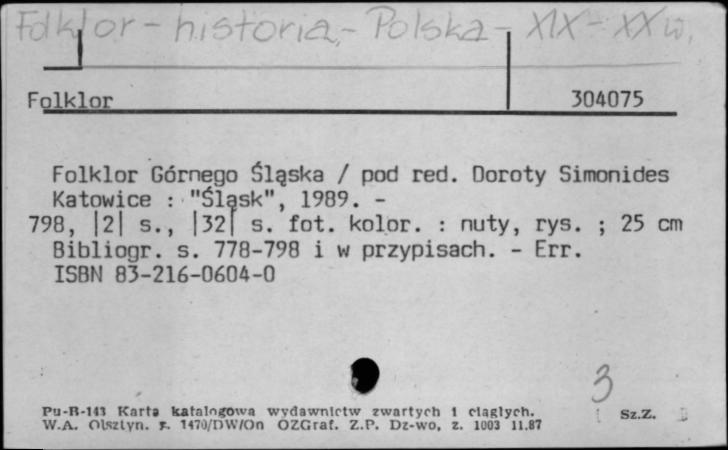 Folklor - historia - Polska - XIX - XX w.
Folklor 304075
Folklor Górnego Śląska / pod red. Doroty Simonides
Katowice : "Śląsk", 1989. -
798, |2| s., |32| s. fot. kolor. : nuty, rys. ; 25 cm
Bibliogr. s. 778-798 i w przypisach. - Err.
ISBN 83-216-0604-0
3
Pu-B-143 Karta katalogowa wydawnictw zwartych i ciągłych. Sz.Z.
W.A. Olsztyn. z. 1470/DW/On OZGraf. Z.P. Dz-wo, z. 1003 11.87